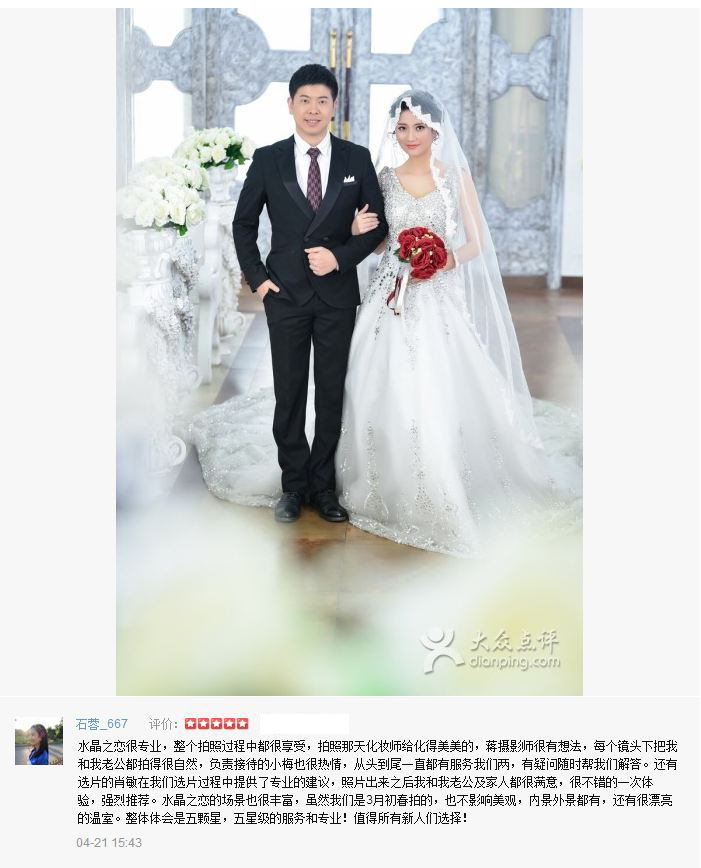 大众点评
dianping.com
石蓉_667 评价:
水晶之恋很专业，整个拍照过程中都很享受，拍照那天化妆师给化得美美的，蒋摄影师很有想法，每个镜头下把我
和我老公都拍得很自然，负责接待的小梅也很热情，从头到尾一直都有服务我们两，有疑问随时帮我们解答。还有
选片的肖敏在我们选片过程中提供了专业的建议，照片出来之后我和我老公及家人都很满意，很不错的一次体
验，强烈推荐。水晶之恋的场景也很丰富，虽然我们是3月初春拍的，也不影响美观，内景外景都有，还有很漂亮
的温室。整体体会是五颗星，五星级的服务和专业！值得所有新人们选择！
04-21 15:43